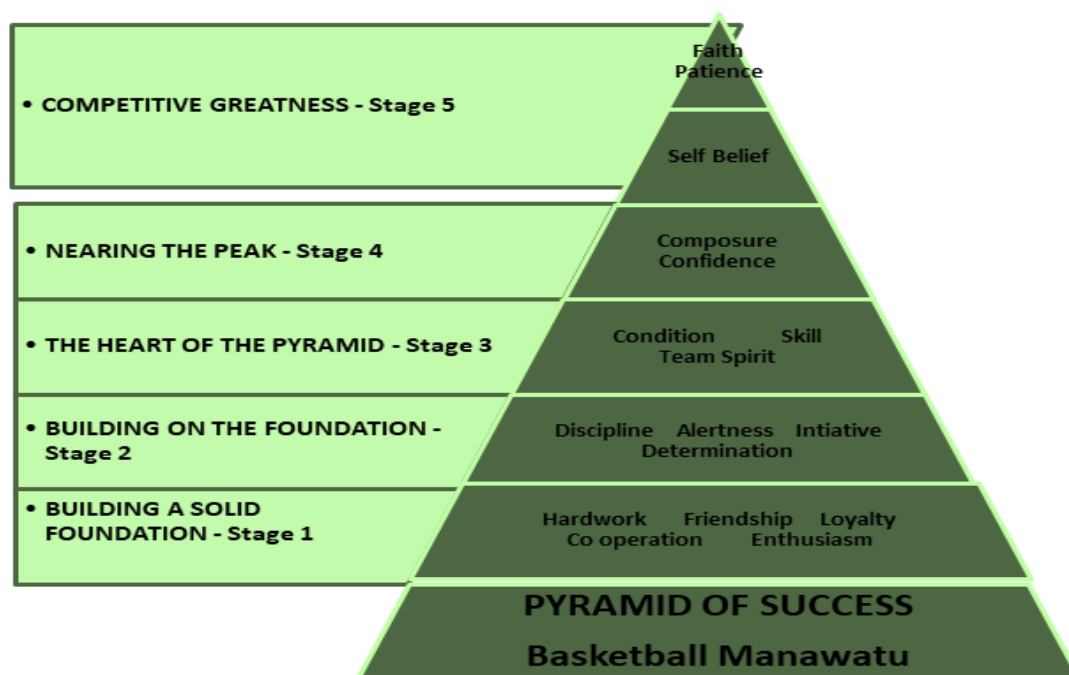 Faith
Patience
• COMPETITIVE GREATNESS - Stage 5
Self Belief
• NEARING THE PEAK - Stage 4
Composure
Confidence
• THE HEART OF THE PYRAMID - Stage 3
Condition Skill
Team Spirit
• BUILDING ON THE FOUNDATION -
Stage 2
Discipline Alertness Intiative
Determination
• BUILDING A SOLID
FOUNDATION - Stage 1
Hardwork Friendship Loyalty
Co operation Enthusiasm
PYRAMID OF SUCCESS
Basketball Manawatu